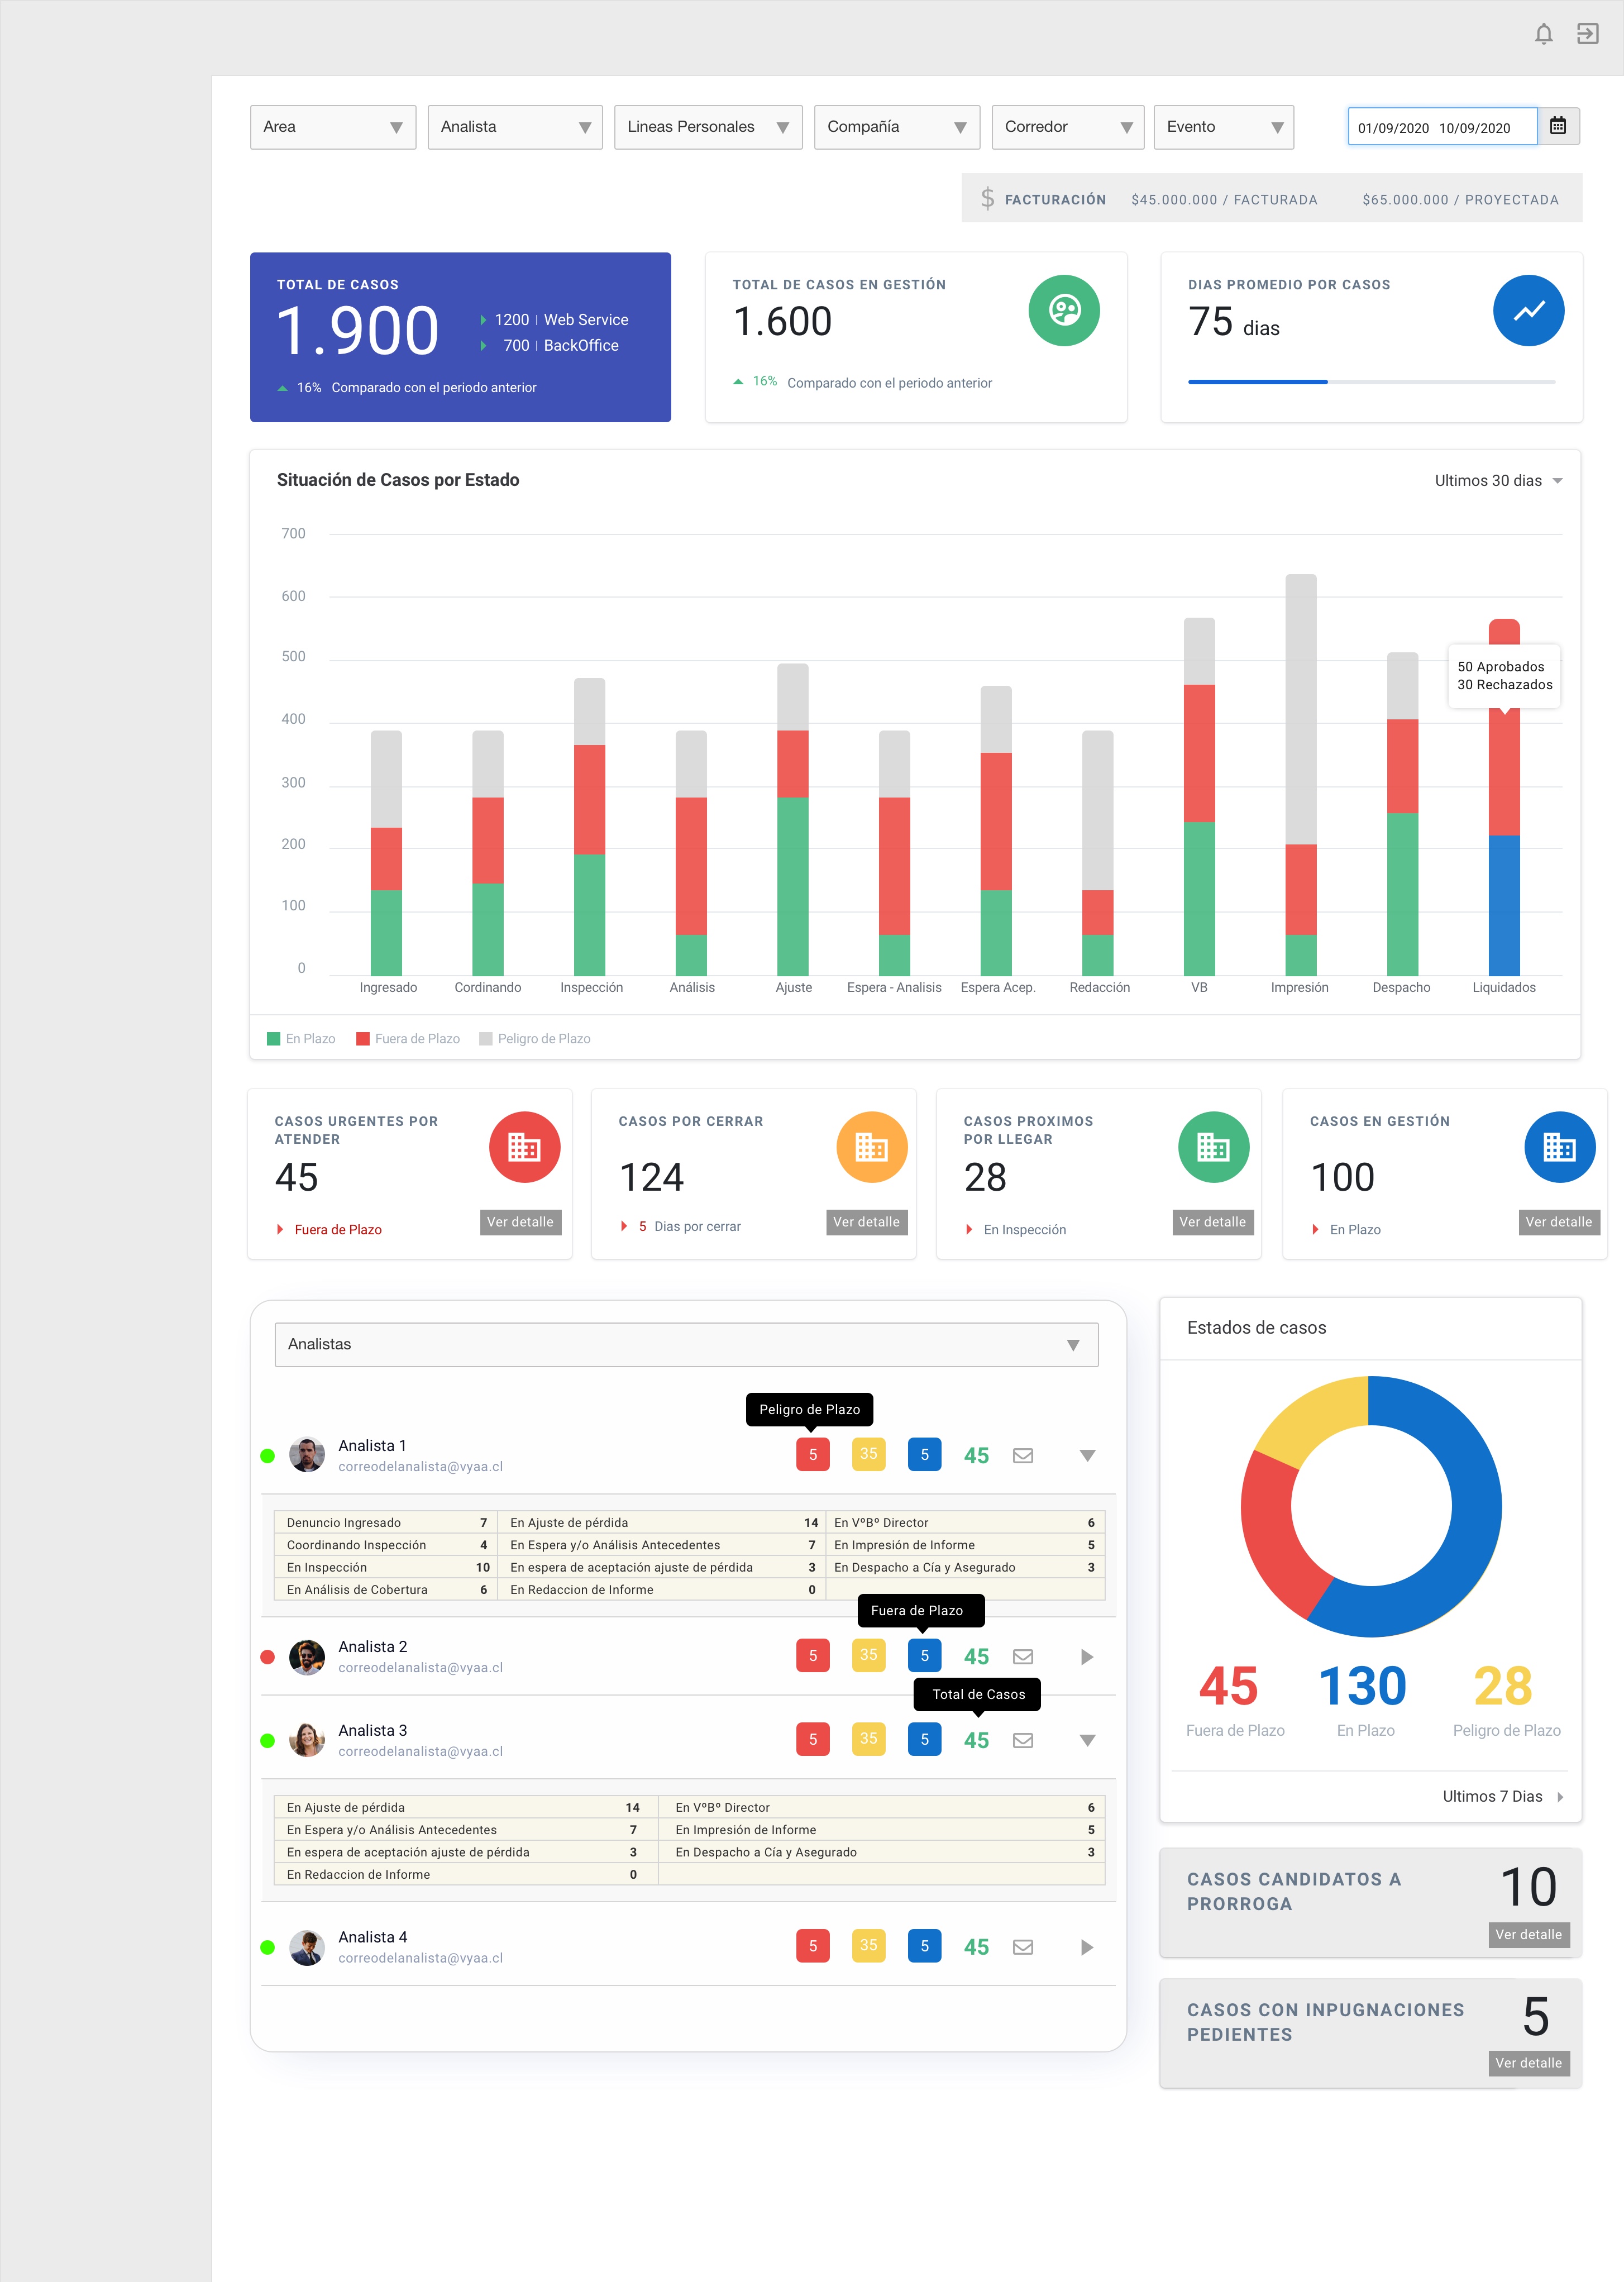 Area
Analista
Lineas Personales
Compañía
Corredor
Evento
01/09/2020 10/09/2020
$ FACTURACIÓN $45.000.000 / FACTURADA $65.000.000 / PROYECTADA
TOTAL DE CASOS
1.900
1200 | Web Service
700 | BackOffice
16% Comparado con el periodo anterior
TOTAL DE CASOS EN GESTIÓN
1.600
16% Comparado con el periodo anterior
DIAS PROMEDIO POR CASOS
75 dias
Situación de Casos por Estado
Ultimos 30 dias
700
600
500
400
300
200
100
0
50 Aprobados
30 Rechazados
Ingresado
Cordinando
Inspección
Análisis
Ajuste
Espera - Analisis
Espera Acep.
Redacción
VB
Impresión
Despacho
Liquidados
En Plazo
Fuera de Plazo
Peligro de Plazo
CASOS URGENTES POR
ATENDER
45
Fuera de Plazo
Ver detalle
CASOS POR CERRAR
124
5 Dias por cerrar
Ver detalle
CASOS PROXIMOS
POR LLEGAR
28
En Inspección
Ver detalle
CASOS EN GESTIÓN
100
En Plazo
Ver detalle
Analistas
Peligro de Plazo
Analista 1
correodelanalista@vyaa.cl
5 35 5 45
Denuncio Ingresado 7 En Ajuste de pérdida 14 En VºBº Director 6
Coordinando Inspección 4 En Espera y/o Análisis Antecedentes 7 En Impresión de Informe 5
En Inspección 10 En espera de aceptación ajuste de pérdida 3 En Despacho a Cía y Asegurado 3
En Análisis de Cobertura 6 En Redaccion de Informe 0
Fuera de Plazo
Analista 2
correodelanalista@vyaa.cl
5 35 5 45
Total de Casos
Analista 3
correodelanalista@vyaa.cl
5 35 5 45
En Ajuste de pérdida 14 En VºBº Director 6
En Espera y/o Análisis Antecedentes 7 En Impresión de Informe 5
En espera de aceptación ajuste de pérdida 3 En Despacho a Cía y Asegurado 3
En Redaccion de Informe 0
Analista 4
correodelanalista@vyaa.cl
5 35 5 45
Estados de casos
45 130 28
Fuera de Plazo En Plazo Peligro de Plazo
Ultimos 7 Dias
CASOS CANDIDATOS A
PRORROGA
10
Ver detalle
CASOS CON INPUGNACIONES
PEDIENTES
5
Ver detalle